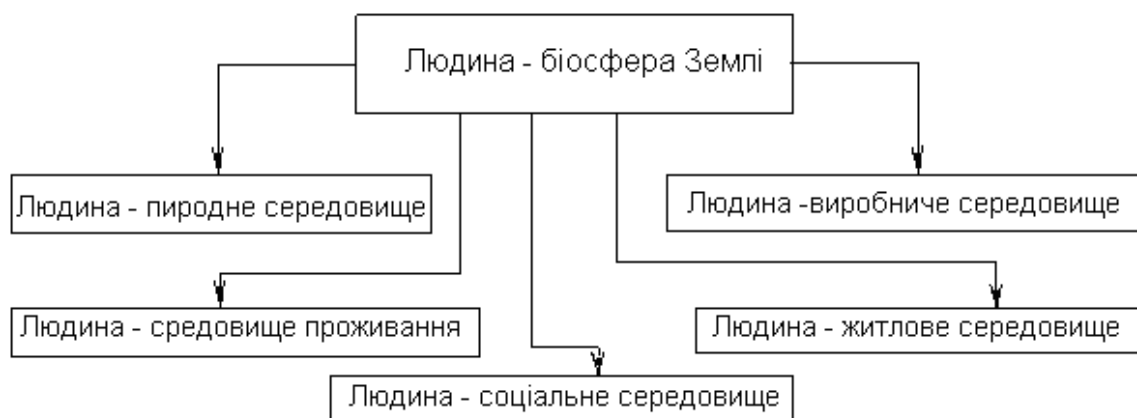 Людина - біосфера Землі
Людина - пиродне середовище
Людина -виробниче середовище
Людина - средовище проживання
Людина - житлове середовище
Людина - соціальне середовище